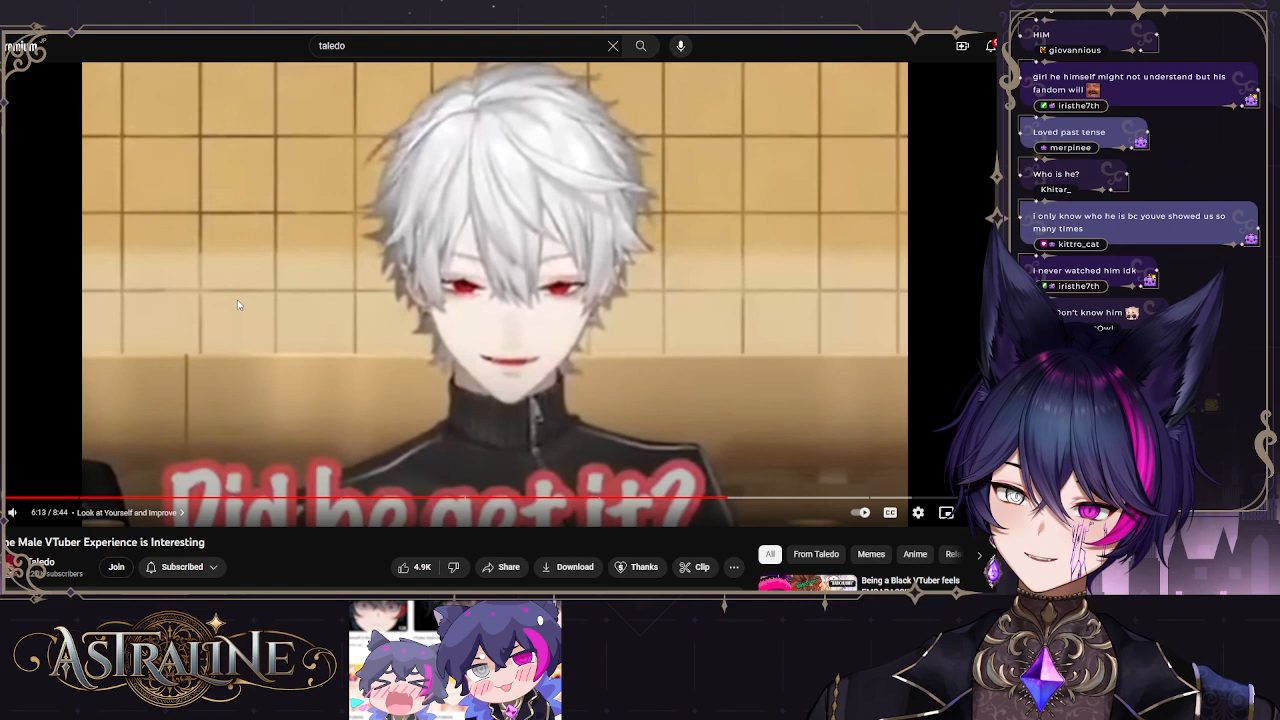 taledo
HIM
giovannious
girl he himself might not understand but his
fandom will
iristhe7th
Loved past tense
merpinee
Who is he?
Khitar_
i only know who he is bc youve showed us so
many times
kittro_cat
i never watched him idk
iristhe7th
Don't know him
Did he get it?
6:13 / 8:44 • Look at Yourself and Improve
Male VTuber Experience is Interesting
Taledo
subscribers
Join
Subscribed
4.9K
Share
Download
Thanks
Clip
All
From Taledo
Memes
Anime
Being a Black VTuber feels
ASTRALINE